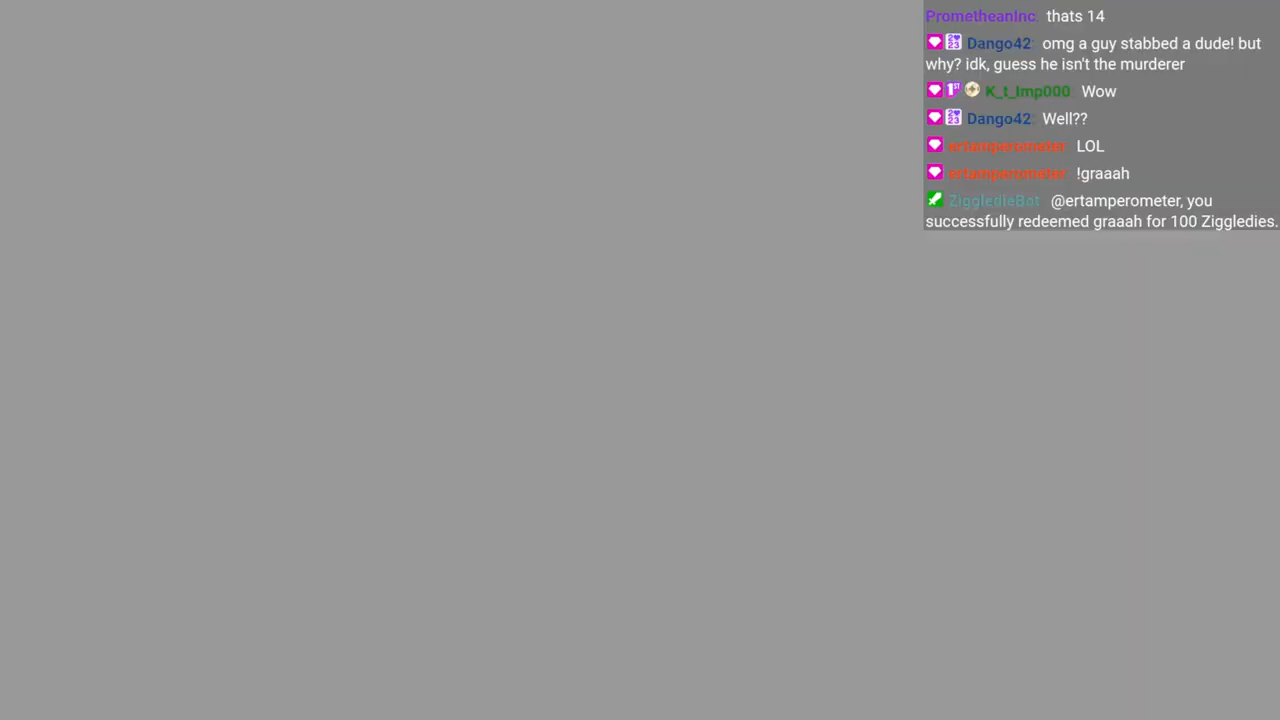 PrometheanInc: thats 14
Dango42: omg a guy stabbed a dude! but
why? idk, guess he isn't the murderer
K_t_Imp000: Wow
Dango42: Well??
ertamperometer: LOL
ertamperometer: !graaah
ZiggledieBot: @ertamperometer, you
successfully redeemed graaah for 100 Ziggledies.